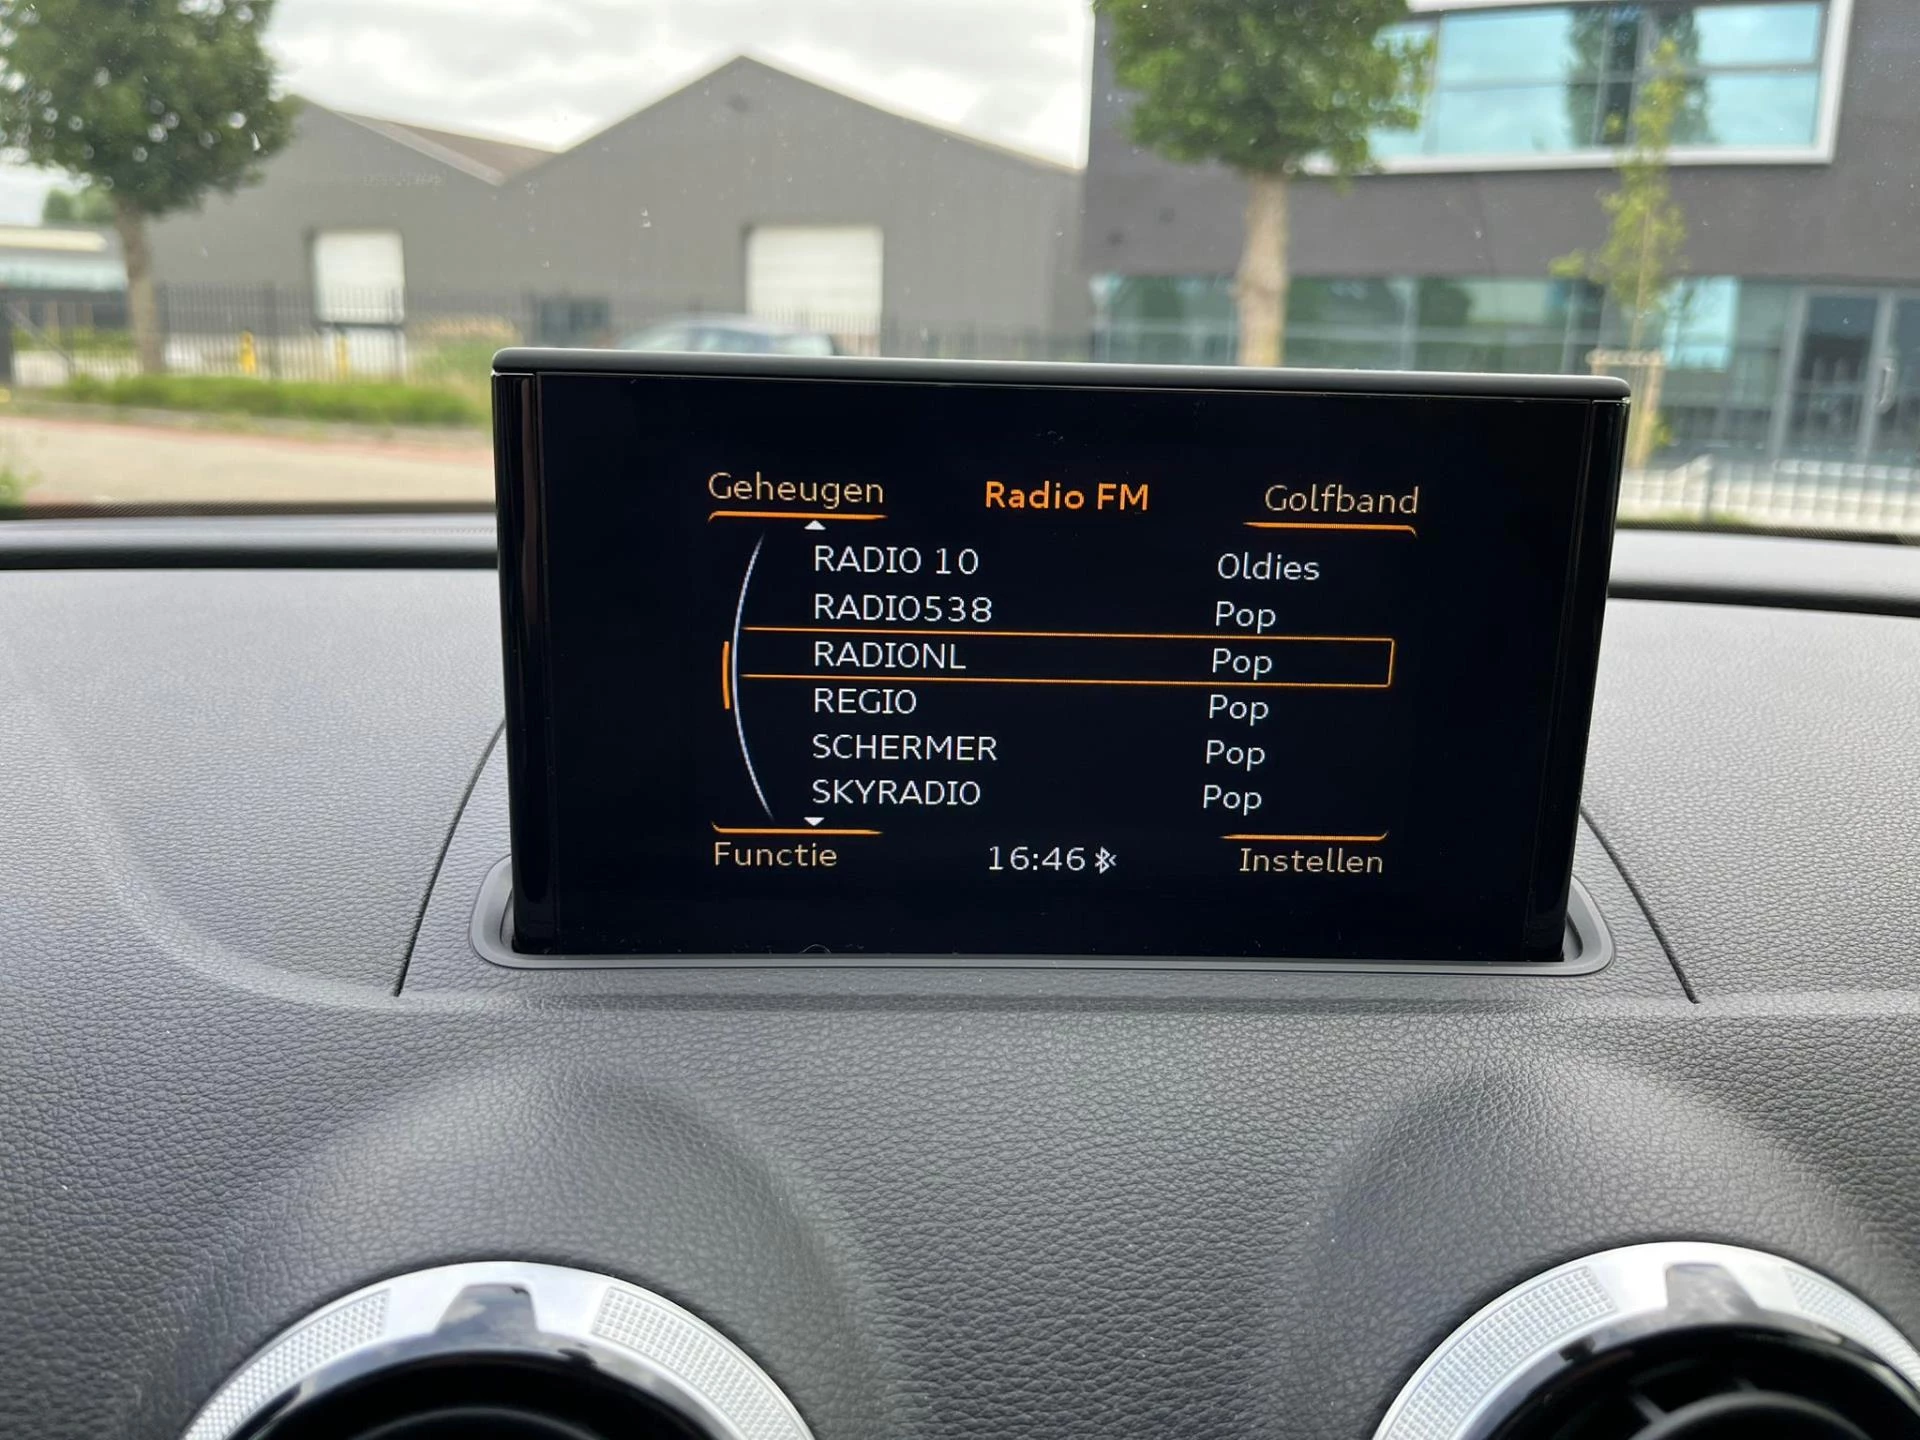 Geheugen Radio FM Golfband
RADIO 10 Oldies
RADIO538 Pop
RADIONL Pop
REGIO Pop
SCHERMER Pop
SKYRADIO Pop
Functie 16:46 Instellen